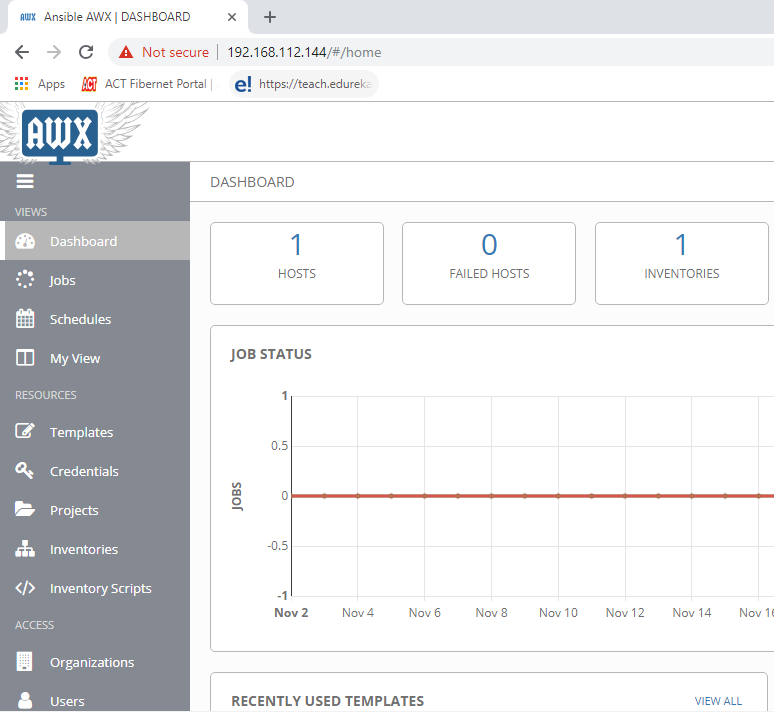 AWX Ansible AWX | DASHBOARD
Not secure | 192.168.112.144/#/home
Apps ACT ACT Fibernet Portal | e! https://teach.edureka
AWX
DASHBOARD
VIEWS
Dashboard
Jobs
Schedules
My View
RESOURCES
Templates
Credentials
Projects
Inventories
Inventory Scripts
ACCESS
Organizations
Users
1
HOSTS
0
FAILED HOSTS
1
INVENTORIES
JOB STATUS
JOBS
1
0.5
0
-0.5
-1
Nov 2 Nov 4 Nov 6 Nov 8 Nov 10 Nov 12 Nov 14 Nov 16
RECENTLY USED TEMPLATES
VIEW ALL